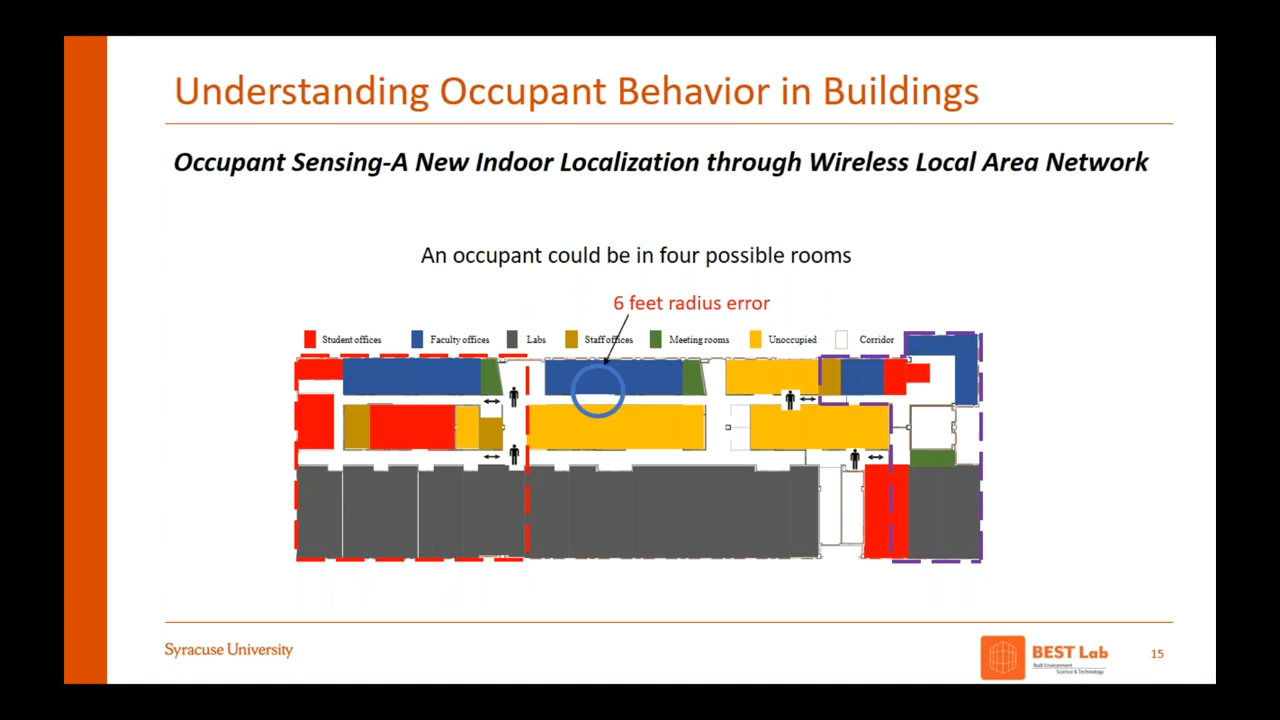 Understanding Occupant Behavior in Buildings
Occupant Sensing-A New Indoor Localization through Wireless Local Area Network
An occupant could be in four possible rooms
6 feet radius error
Student offices Faculty offices Labs Staff offices Meeting rooms Unoccupied Corridor
Syracuse University
BEST Lab
Built Environment
Science & Technology
15